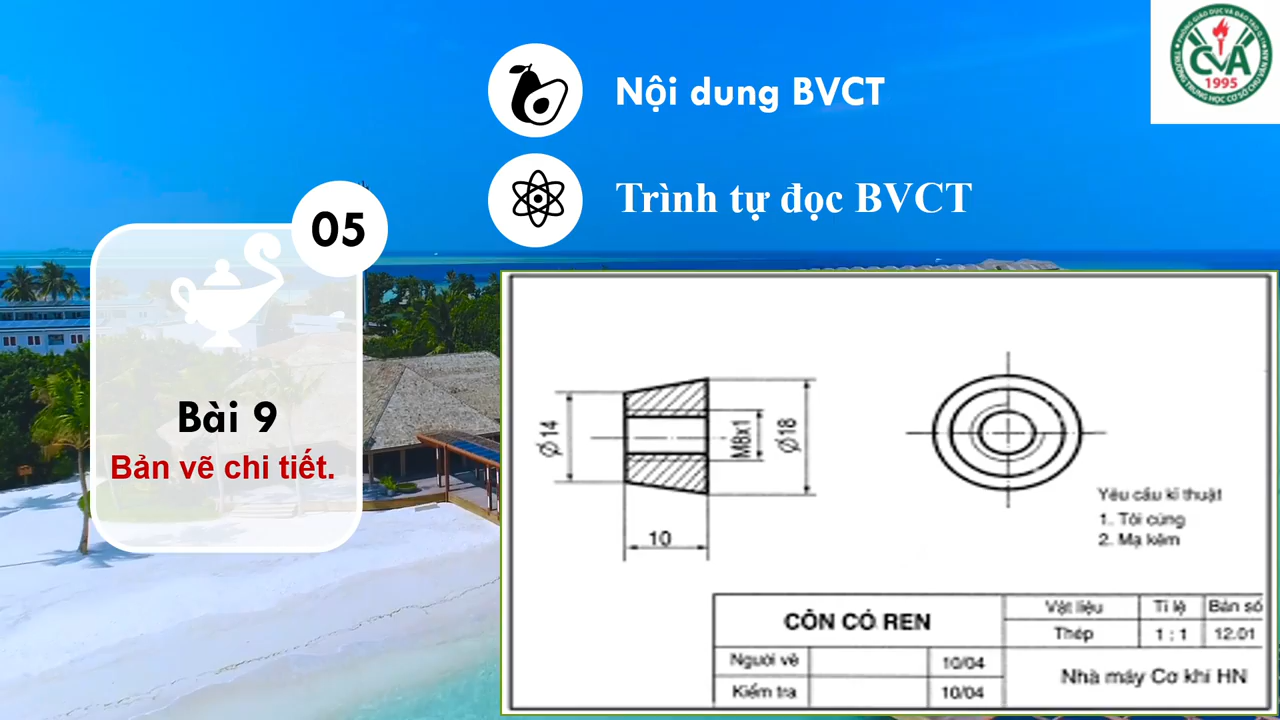 Nội dung BVCT
Trình tự đọc BVCT
CVA
1995
05
Bài 9
Bản vẽ chi tiết.
Ø14
M8x1
Ø18
10
Yêu cầu kĩ thuật
1. Tôi cứng
2. Mạ kẽm
CÔN CÓ REN
Vật liệu
Tỉ lệ
Bản số
Thép
1 : 1
12.01
Người vẽ
10/04
Kiểm tra
10/04
Nhà máy Cơ khí HN